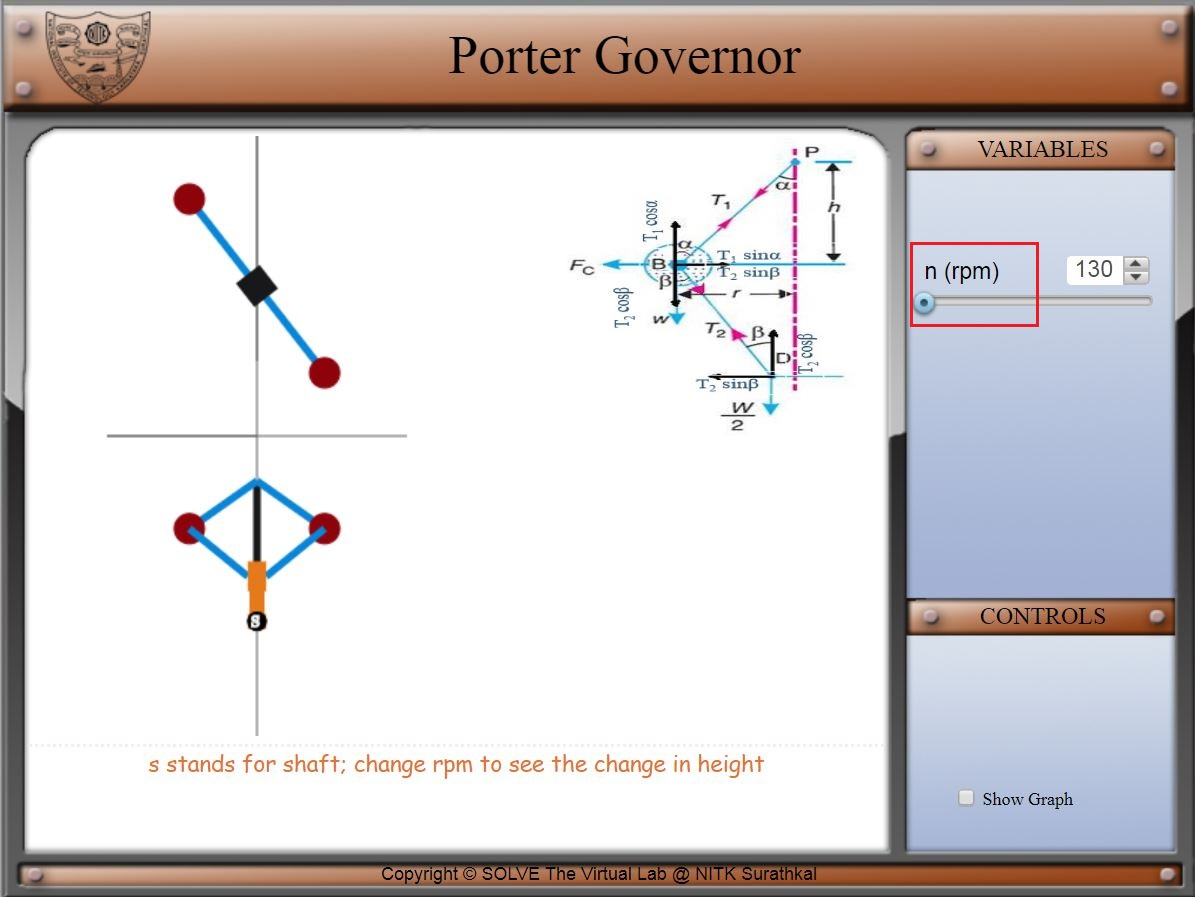 Porter Governor
P
α
T1
h
T1 cosα
α
T1 sinα
FC
B
T2 sinβ
β
r
T2 cosβ
w
T2
β
D
T2 cosβ
T2 sinβ
W
2
s
s stands for shaft; change rpm to see the change in height
VARIABLES
n (rpm)
130
CONTROLS
Show Graph
Copyright © SOLVE The Virtual Lab @ NITK Surathkal